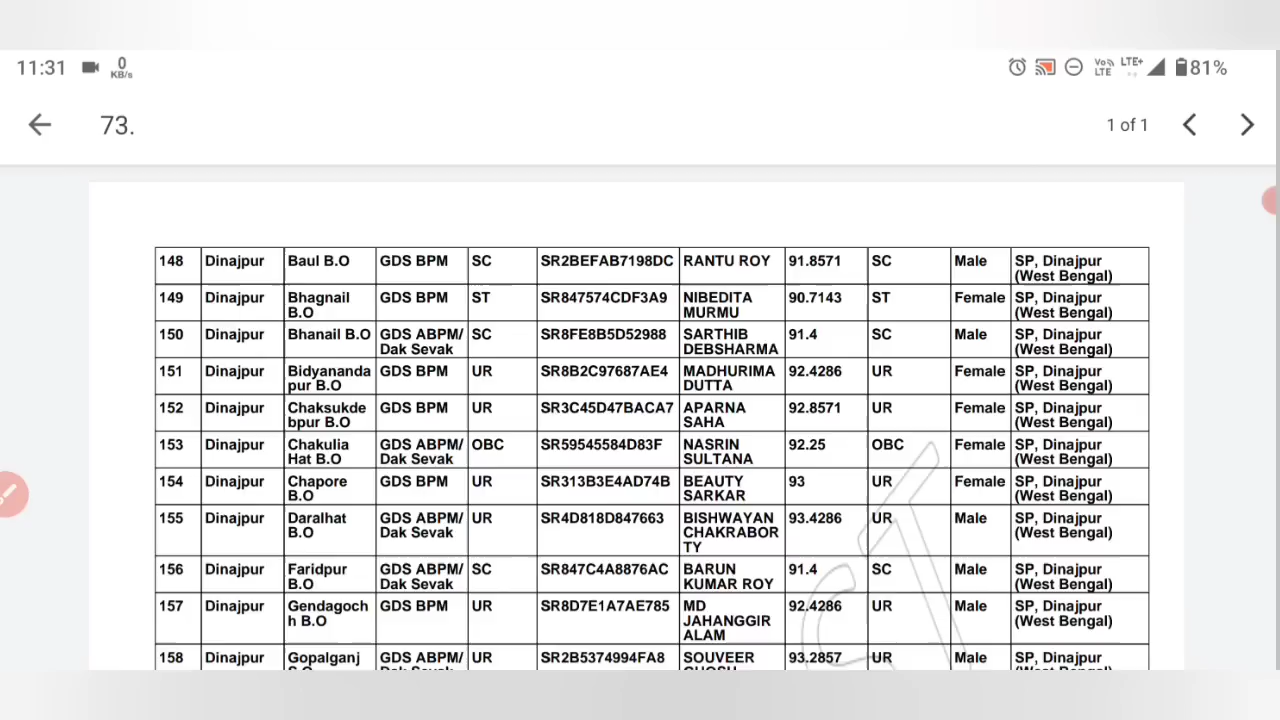 11:31 0 KB/s VoLTE LTE+ 81%
73. 1 of 1
148 Dinajpur Baul B.O GDS BPM SC SR2BEFAB7198DC RANTU ROY 91.8571 SC Male SP, Dinajpur
(West Bengal)
149 Dinajpur Bhagnail GDS BPM ST SR847574CDF3A9 NIBEDITA 90.7143 ST Female SP, Dinajpur
B.O MURMU (West Bengal)
150 Dinajpur Bhanail B.O GDS ABPM/ SC SR8FE8B5D52988 SARTHIB 91.4 SC Male SP, Dinajpur
Dak Sevak DEBSHARMA (West Bengal)
151 Dinajpur Bidyananda GDS BPM UR SR8B2C97687AE4 MADHURIMA 92.4286 UR Female SP, Dinajpur
pur B.O DUTTA (West Bengal)
152 Dinajpur Chaksukde GDS BPM UR SR3C45D47BACA7 APARNA 92.8571 UR Female SP, Dinajpur
bpur B.O SAHA (West Bengal)
153 Dinajpur Chakulia GDS ABPM/ OBC SR59545584D83F NASRIN 92.25 OBC Female SP, Dinajpur
Hat B.O Dak Sevak SULTANA (West Bengal)
154 Dinajpur Chapore GDS BPM UR SR313B3E4AD74B BEAUTY 93 UR Female SP, Dinajpur
B.O SARKAR (West Bengal)
155 Dinajpur Daralhat GDS ABPM/ UR SR4D818D847663 BISHWAYAN 93.4286 UR Male SP, Dinajpur
B.O Dak Sevak CHAKRABOR (West Bengal)
TY
156 Dinajpur Faridpur GDS ABPM/ SC SR847C4A8876AC BARUN 91.4 SC Male SP, Dinajpur
B.O Dak Sevak KUMAR ROY (West Bengal)
157 Dinajpur Gendagoch GDS BPM UR SR8D7E1A7AE785 MD 92.4286 UR Male SP, Dinajpur
h B.O JAHANGGIR (West Bengal)
ALAM
158 Dinajpur Gopalganj GDS ABPM/ UR SR2B5374994FA8 SOUVEER 93.2857 UR Male SP, Dinajpur